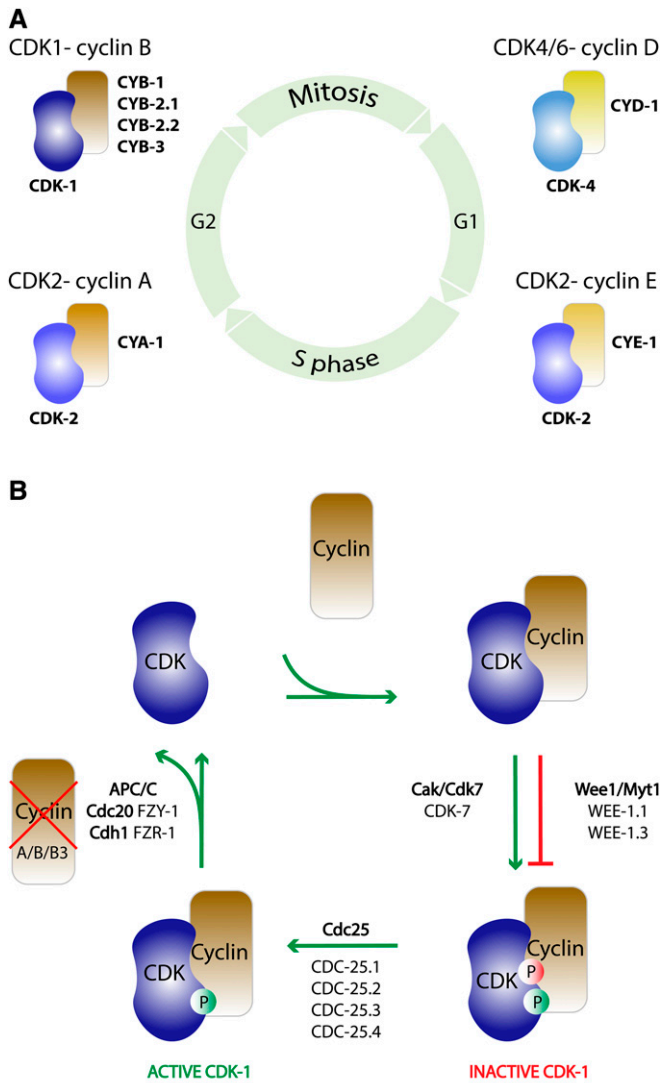 A
CDK1- cyclin B
CYB-1
CYB-2.1
CYB-2.2
CYB-3
CDK-1
CDK4/6- cyclin D
CYD-1
CDK-4
Mitosis
G2
G1
S phase
CDK2- cyclin A
CYA-1
CDK-2
CDK2- cyclin E
CYE-1
CDK-2
B
Cyclin
CDK
CDK
Cyclin
Cyclin
A/B/B3
APC/C
Cdc20 FZY-1
Cdh1 FZR-1
Cak/Cdk7
CDK-7
Wee1/Myt1
WEE-1.1
WEE-1.3
CDK
Cyclin
P
Cdc25
CDC-25.1
CDC-25.2
CDC-25.3
CDC-25.4
CDK
Cyclin
P
P
ACTIVE CDK-1
INACTIVE CDK-1